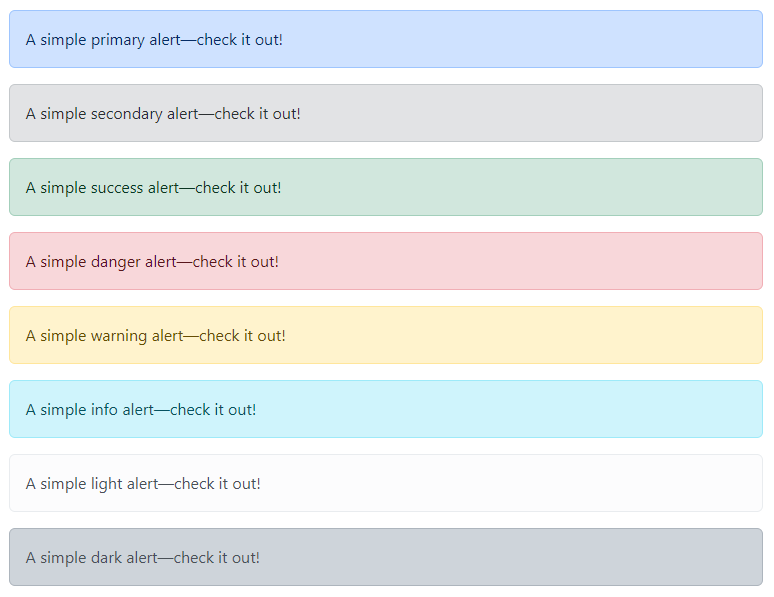 A simple primary alert—check it out!
A simple secondary alert—check it out!
A simple success alert—check it out!
A simple danger alert—check it out!
A simple warning alert—check it out!
A simple info alert—check it out!
A simple light alert—check it out!
A simple dark alert—check it out!